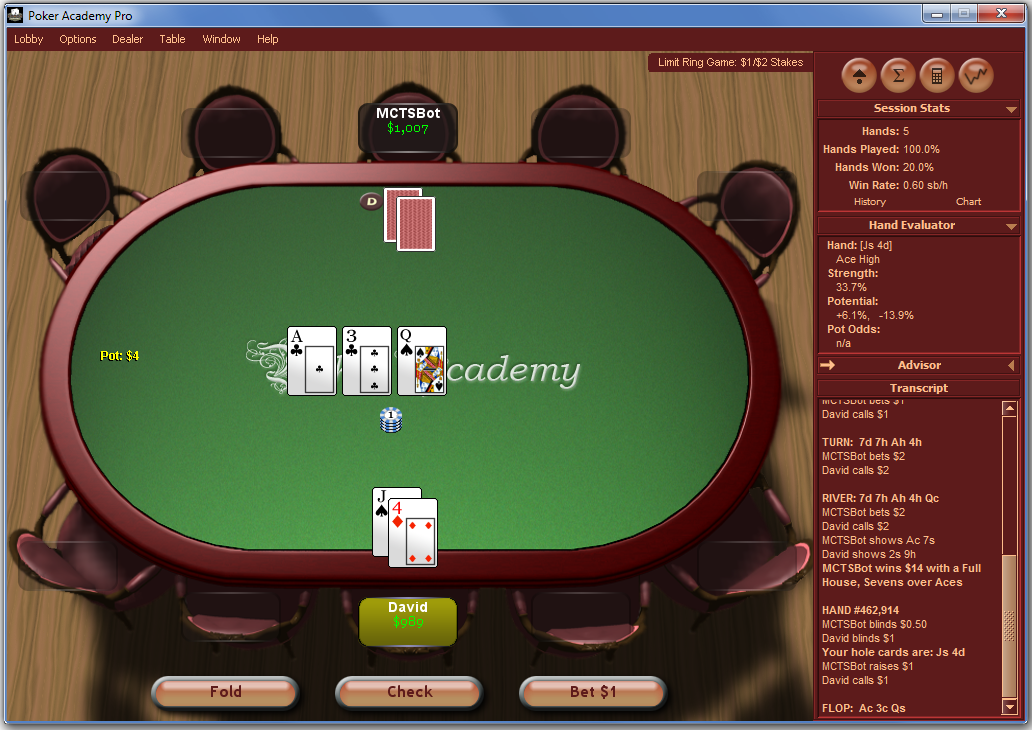 Poker Academy Pro
Lobby Options Dealer Table Window Help
Limit Ring Game: $1/$2 Stakes
MCTSBot
$1,007
D
Pot: $4
A 3 Q
cademy
1
J
4
David
$989
Fold Check Bet $1
Σ
Session Stats
Hands: 5
Hands Played: 100.0%
Hands Won: 20.0%
Win Rate: 0.60 sb/h
History Chart
Hand Evaluator
Hand: [Js 4d]
Ace High
Strength:
33.7%
Potential:
+6.1%, -13.9%
Pot Odds:
n/a
Advisor
Transcript
MCTSBot bets $1
David calls $1
TURN: 7d 7h Ah 4h
MCTSBot bets $2
David calls $2
RIVER: 7d 7h Ah 4h Qc
MCTSBot bets $2
David calls $2
MCTSBot shows Ac 7s
David shows 2s 9h
MCTSBot wins $14 with a Full
House, Sevens over Aces
HAND #462,914
MCTSBot blinds $0.50
David blinds $1
Your hole cards are: Js 4d
MCTSBot raises $1
David calls $1
FLOP: Ac 3c Qs